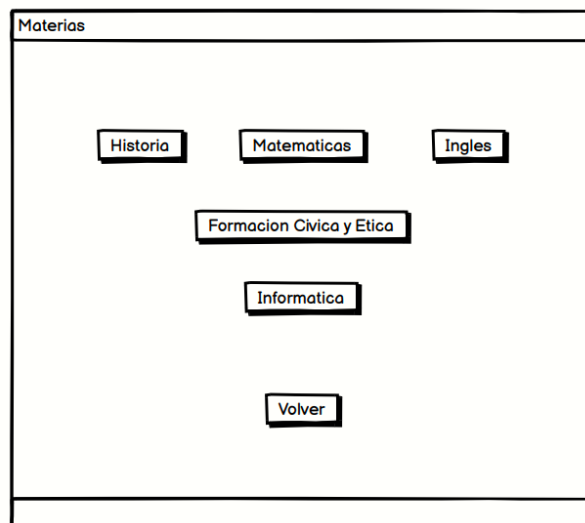 Materias
Historia
Matematicas
Ingles
Formacion Civica y Etica
Informatica
Volver